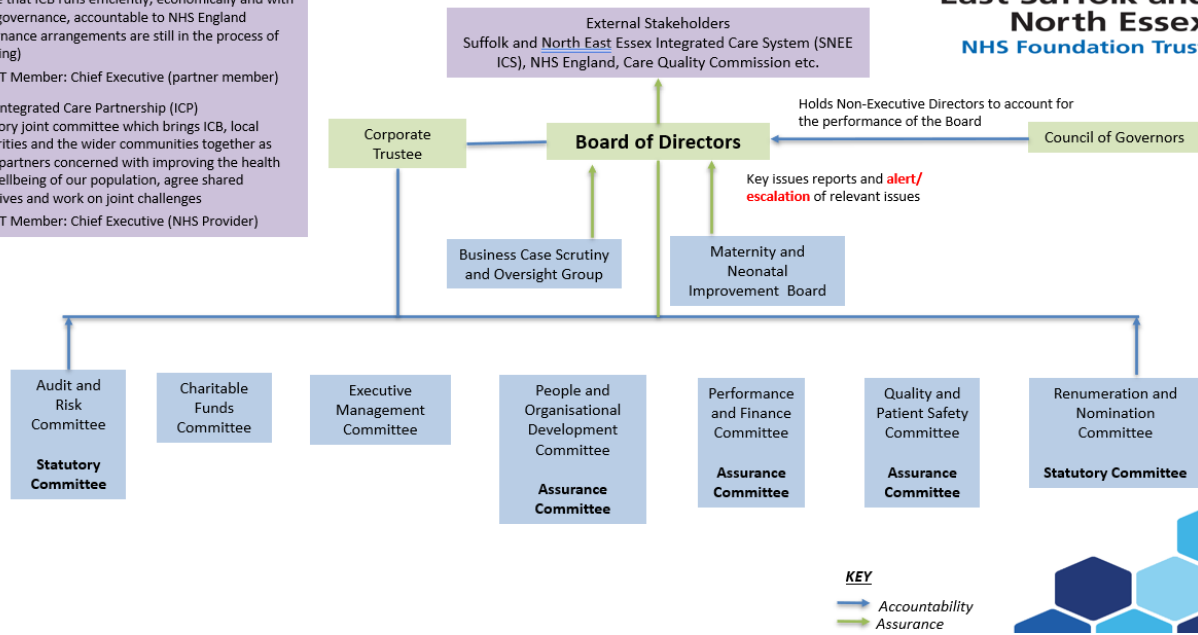 e that ICB runs efficiently, economically and with
governance, accountable to NHS England
nance arrangements are still in the process of
ing)
T Member: Chief Executive (partner member)
ntegrated Care Partnership (ICP)
ory joint committee which brings ICB, local
rities and the wider communities together as
partners concerned with improving the health
ellbeing of our population, agree shared
ives and work on joint challenges
T Member: Chief Executive (NHS Provider)
External Stakeholders
Suffolk and North East Essex Integrated Care System (SNEE
ICS), NHS England, Care Quality Commission etc.
East Suffolk and
North Essex
NHS Foundation Trus
Corporate
Trustee
Board of Directors
Holds Non-Executive Directors to account for
the performance of the Board
Council of Governors
Key issues reports and alert/
escalation of relevant issues
Business Case Scrutiny
and Oversight Group
Maternity and
Neonatal
Improvement Board
Audit and
Risk
Committee
Statutory
Committee
Charitable
Funds
Committee
Executive
Management
Committee
People and
Organisational
Development
Committee
Assurance
Committee
Performance
and Finance
Committee
Assurance
Committee
Quality and
Patient Safety
Committee
Assurance
Committee
Renumeration and
Nomination
Committee
Statutory Committee
KEY
Accountability
Assurance